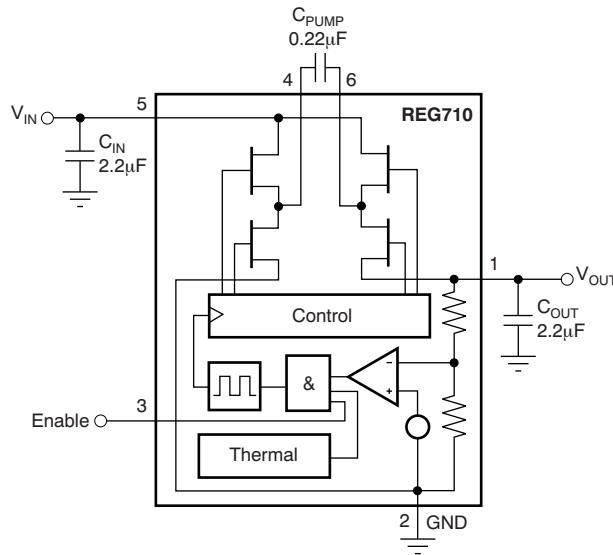 C_PUMP
0.22μF
4
6
V_IN
5
REG710
C_IN
2.2μF
1
V_OUT
C_OUT
2.2μF
Control
−
+
&
Enable
3
Thermal
2
GND